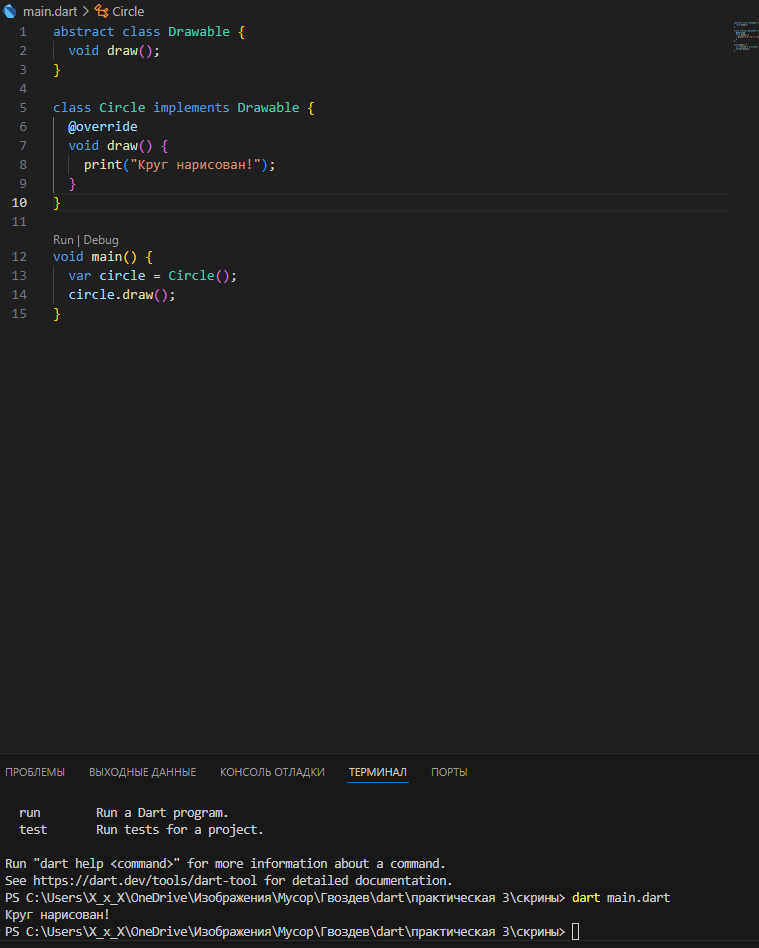 main.dart > Circle
1 abstract class Drawable {
2   void draw();
3 }
4
5 class Circle implements Drawable {
6   @override
7   void draw() {
8     print("Круг нарисован!");
9   }
10 }
11
Run | Debug
12 void main() {
13   var circle = Circle();
14   circle.draw();
15 }
ПРОБЛЕМЫ ВЫХОДНЫЕ ДАННЫЕ КОНСОЛЬ ОТЛАДКИ ТЕРМИНАЛ ПОРТЫ
run Run a Dart program.
test Run tests for a project.
Run "dart help <command>" for more information about a command.
See https://dart.dev/tools/dart-tool for detailed documentation.
PS C:\Users\X_x_X\OneDrive\Изображения\Мусор\Гвоздев\dart\практическая 3\скрины> dart main.dart
Круг нарисован!
PS C:\Users\X_x_X\OneDrive\Изображения\Мусор\Гвоздев\dart\практическая 3\скрины>